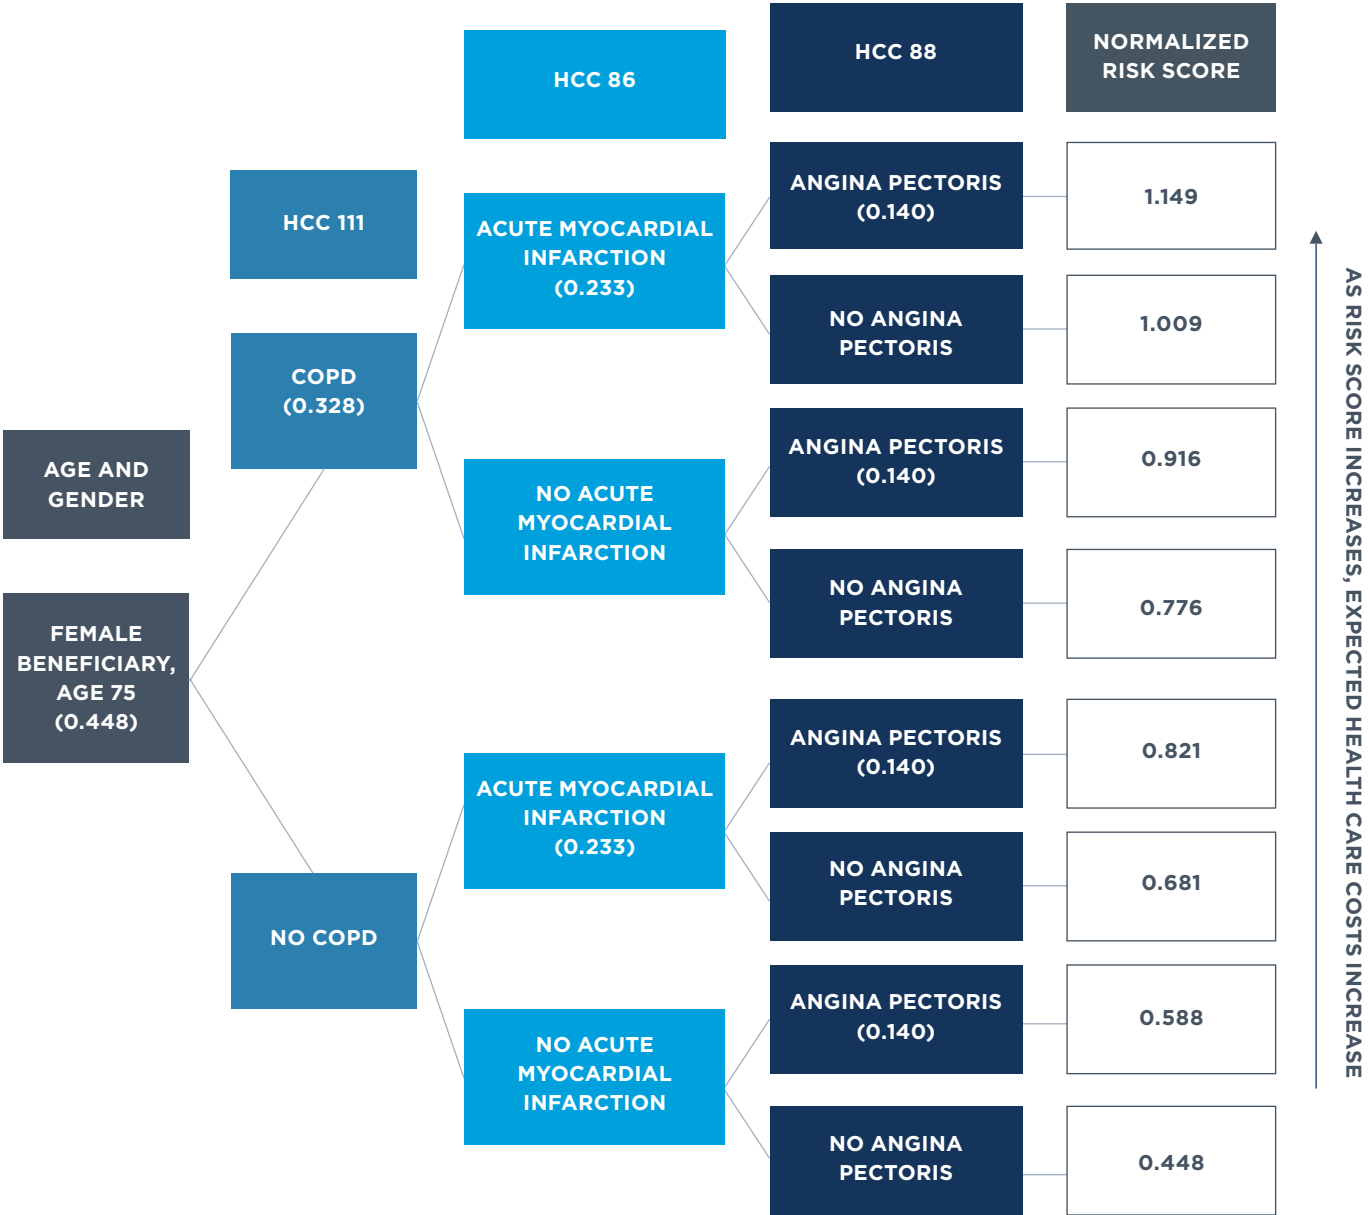 AGE AND
GENDER
FEMALE
BENEFICIARY,
AGE 75
(0.448)
HCC 111
COPD
(0.328)
NO COPD
HCC 86
ACUTE MYOCARDIAL
INFARCTION
(0.233)
NO ACUTE
MYOCARDIAL
INFARCTION
ACUTE MYOCARDIAL
INFARCTION
(0.233)
NO ACUTE
MYOCARDIAL
INFARCTION
HCC 88
ANGINA PECTORIS
(0.140)
NO ANGINA
PECTORIS
ANGINA PECTORIS
(0.140)
NO ANGINA
PECTORIS
ANGINA PECTORIS
(0.140)
NO ANGINA
PECTORIS
ANGINA PECTORIS
(0.140)
NO ANGINA
PECTORIS
NORMALIZED
RISK SCORE
1.149
1.009
0.916
0.776
0.821
0.681
0.588
0.448
AS RISK SCORE INCREASES, EXPECTED HEALTH CARE COSTS INCREASE